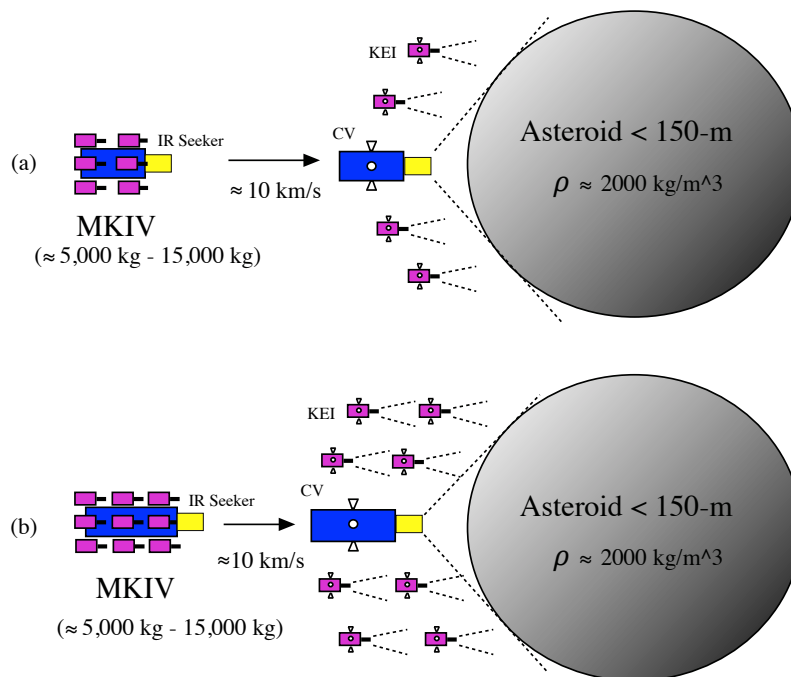 KEI
IR Seeker
CV
(a)
≈ 10 km/s
MKIV
(≈ 5,000 kg - 15,000 kg)
Asteroid < 150-m
ρ ≈ 2000 kg/m^3
KEI
IR Seeker
CV
(b)
≈10 km/s
MKIV
(≈ 5,000 kg - 15,000 kg)
Asteroid < 150-m
ρ ≈ 2000 kg/m^3